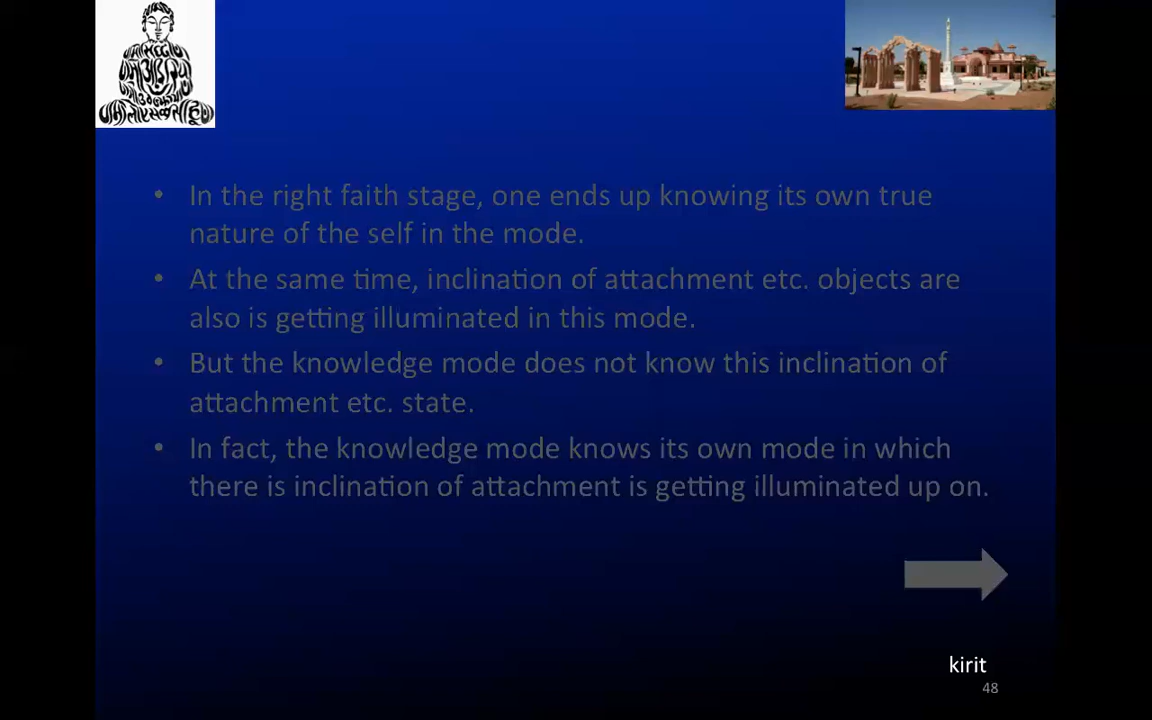 • In the right faith stage, one ends up knowing its own true
nature of the self in the mode.
• At the same time, inclination of attachment etc. objects are
also is getting illuminated in this mode.
• But the knowledge mode does not know this inclination of
attachment etc. state.
• In fact, the knowledge mode knows its own mode in which
there is inclination of attachment is getting illuminated up on.
kirit
48